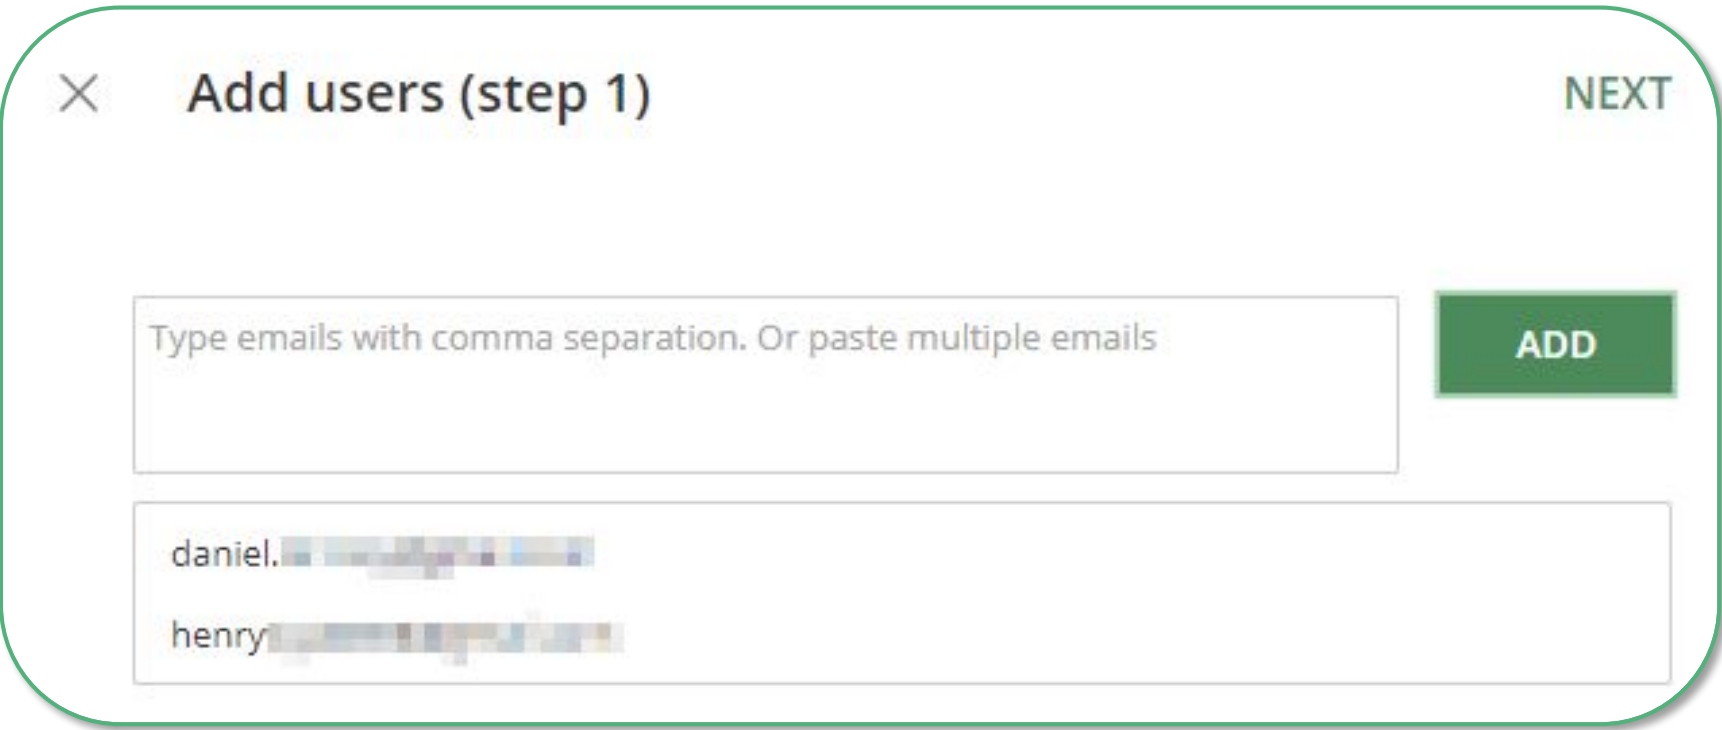 Add users (step 1)
NEXT
Type emails with comma separation. Or paste multiple emails
ADD
daniel.
henry